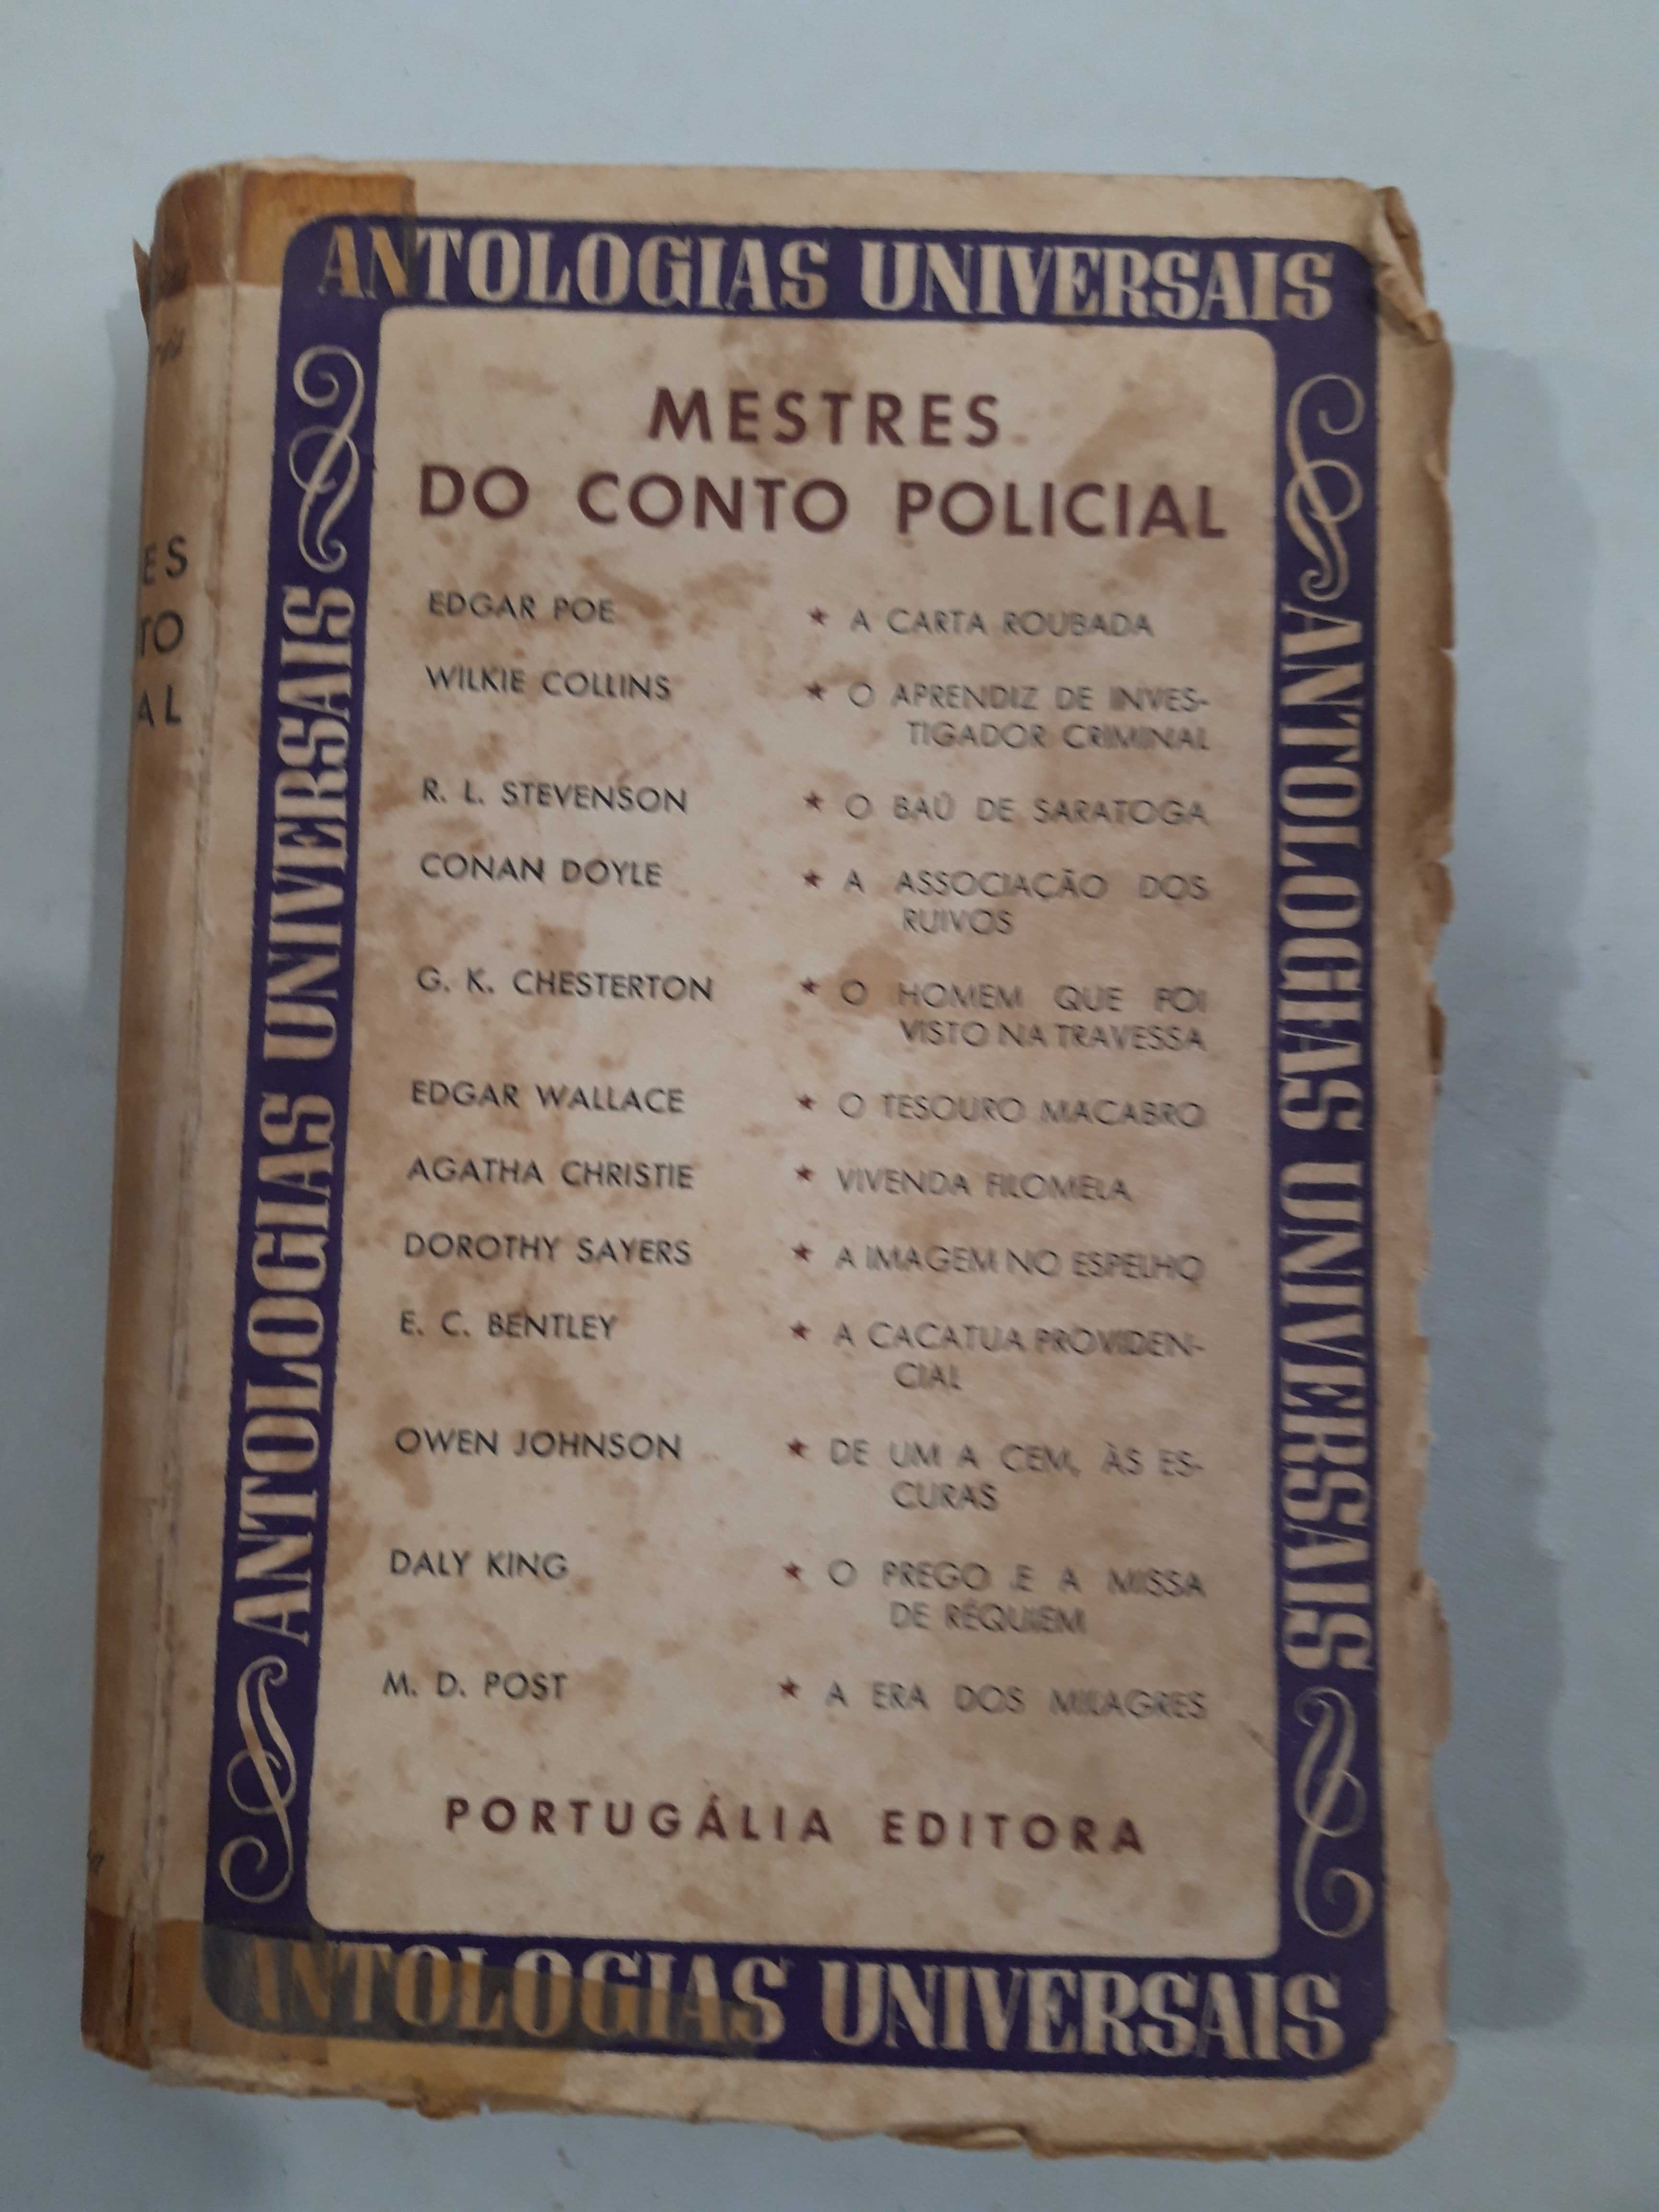 ANTOLOGIAS UNIVERSAIS
MESTRES
DO CONTO POLICIAL
EDGAR POE ★ A CARTA ROUBADA
WILKIE COLLINS ★ O APRENDIZ DE INVES-
TIGADOR CRIMINAL
R. L. STEVENSON ★ O BAÚ DE SARATOGA
CONAN DOYLE ★ A ASSOCIAÇÃO DOS
RUIVOS
G. K. CHESTERTON ★ O HOMEM QUE FOI
VISTO NA TRAVESSA
EDGAR WALLACE ★ O TESOURO MACABRO
AGATHA CHRISTIE ★ VIVENDA FILOMELA
DOROTHY SAYERS ★ A IMAGEM NO ESPELHO
E. C. BENTLEY ★ A CACATUA PROVIDEN-
CIAL
OWEN JOHNSON ★ DE UM A CEM, ÀS ES-
CURAS
DALY KING ★ O PREGO E A MISSA
DE RÉQUIEM
M. D. POST ★ A ERA DOS MILAGRES
PORTUGÁLIA EDITORA
ANTOLOGIAS UNIVERSAIS
ANTOLOGIAS UNIVERSAIS
ANTOLOGIAS UNIVERSAIS
ES
TO
AL